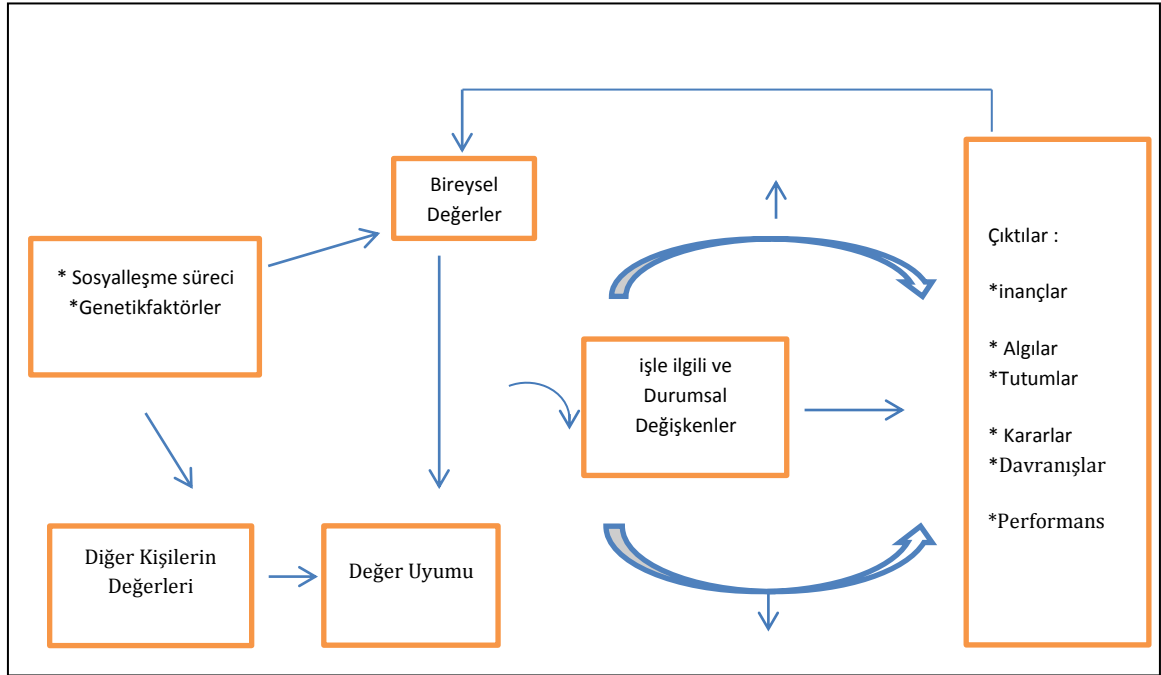 Bireysel
Değerler
* Sosyalleşme süreci
*Genetikfaktörler
işle ilgili ve
Durumsal
Değişkenler
Diğer Kişilerin
Değerleri
Değer Uyumu
Çıktılar :
*inançlar
* Algılar
*Tutumlar
* Kararlar
*Davranışlar
*Performans